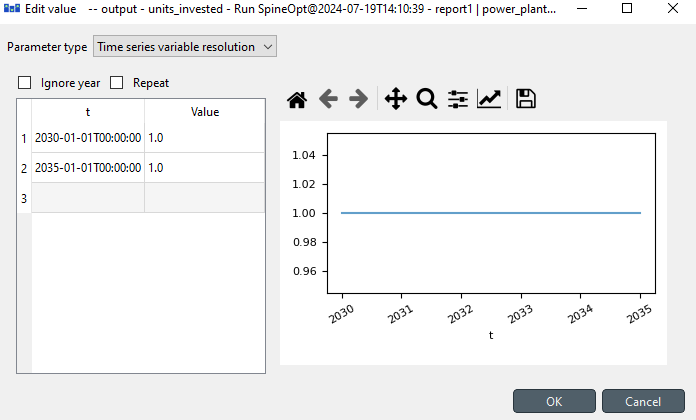 Edit value -- output - units_invested - Run SpineOpt@2024-07-19T14:10:39 - report1 | power_plant...
Parameter type Time series variable resolution
Ignore year Repeat
t Value
1 2030-01-01T00:00:00 1.0
2 2035-01-01T00:00:00 1.0
3
1.04
1.02
1.00
0.98
0.96
2030 2031 2032 2033 2034 2035
t
OK Cancel